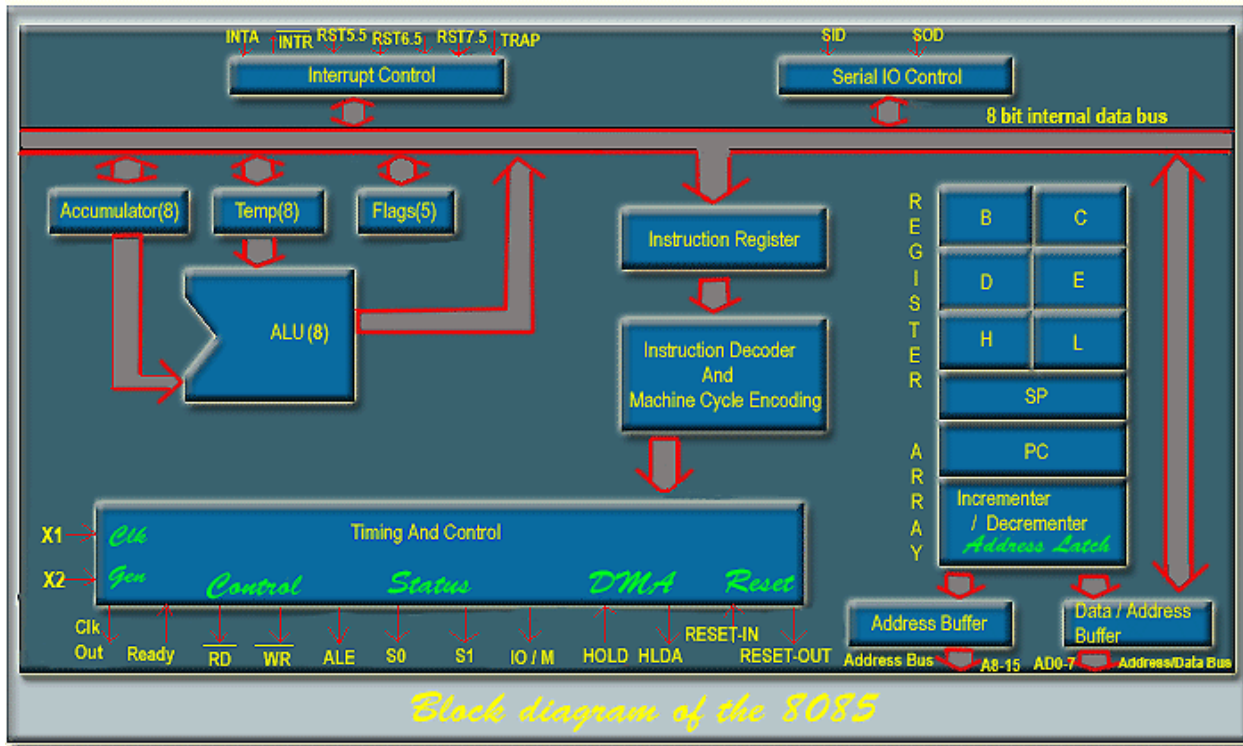 INTA INTR RST5.5 RST6.5 RST7.5 TRAP
SID SOD
Interrupt Control
Serial IO Control
8 bit internal data bus
Accumulator(8)
Temp(8)
Flags(5)
ALU(8)
Instruction Register
Instruction Decoder
And
Machine Cycle Encoding
REGISTER ARRAY
B C
D E
H L
SP
PC
Incrementer
/ Decrementer
Address Latch
X1
X2
Clk
Gen
Timing And Control
Control Status DMA Reset
Clk
Out
Ready RD WR ALE S0 S1 IO / M HOLD HLDA
RESET-IN
RESET-OUT
Address Buffer
Data / Address
Buffer
Address Bus A8-15 AD0-7 Address/Data Bus
Block diagram of the 8085